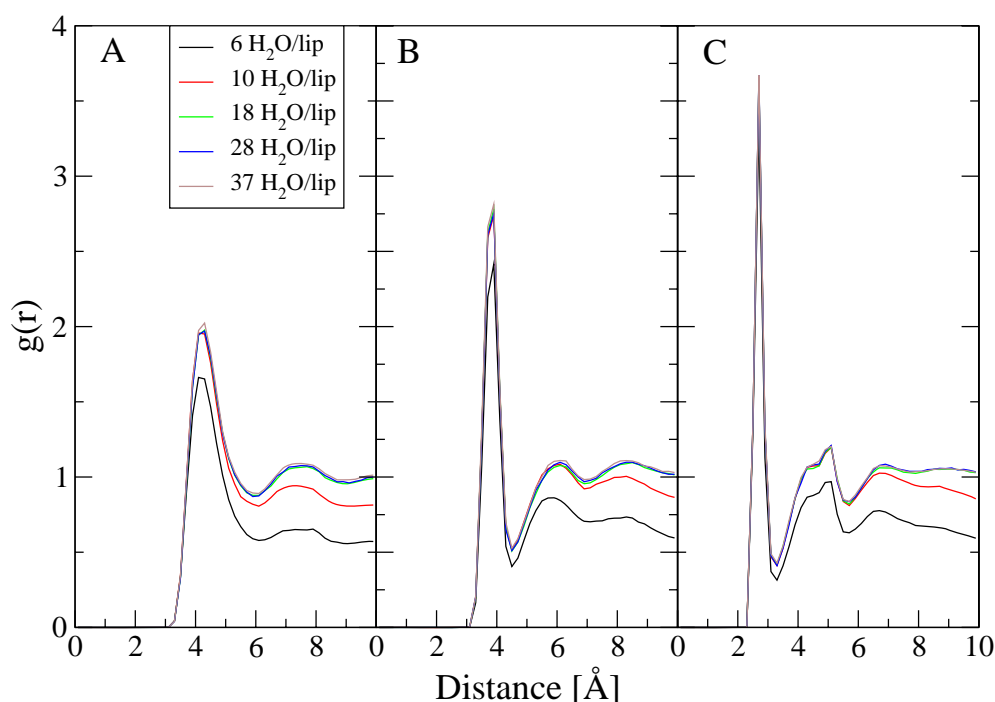 A
B
C
6 H2O/lip
10 H2O/lip
18 H2O/lip
28 H2O/lip
37 H2O/lip
4
3
2
1
0
g(r)
0 2 4 6 8 0 2 4 6 8 0 2 4 6 8 10
Distance [Å]